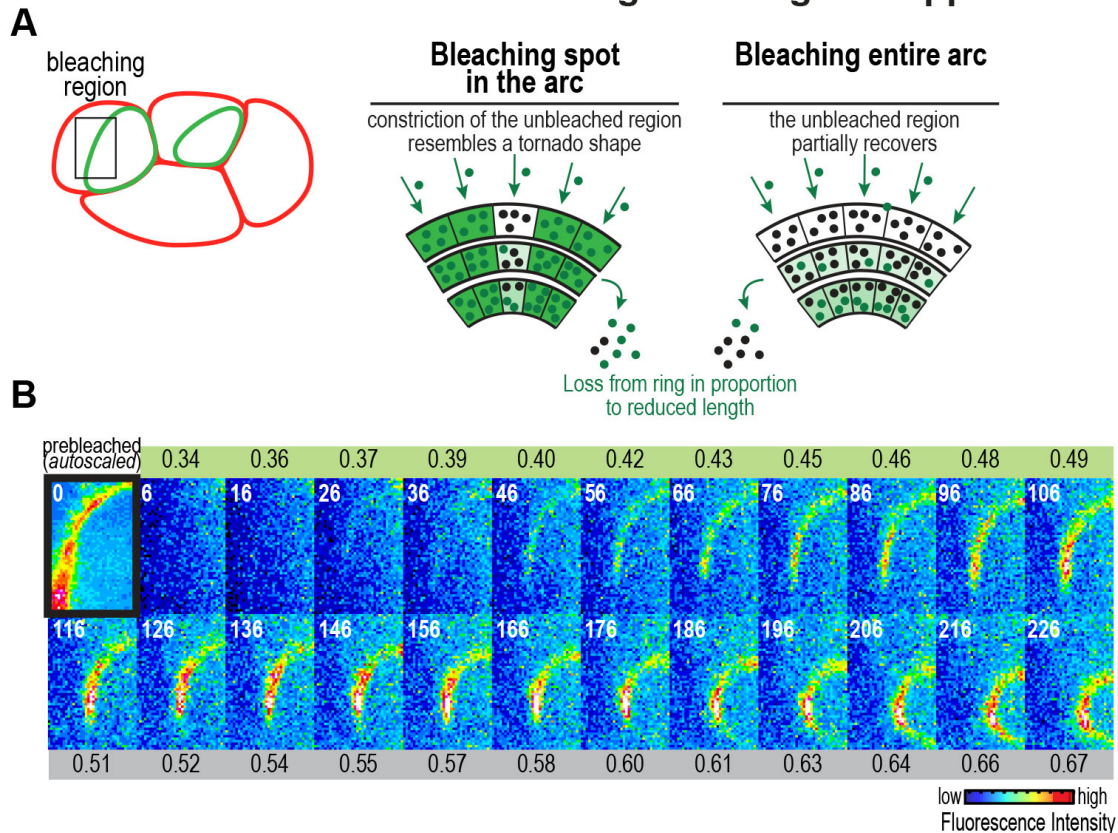 A
bleaching
region
Bleaching spot
in the arc
constriction of the unbleached region
resembles a tornado shape
Bleaching entire arc
the unbleached region
partially recovers
Loss from ring in proportion
to reduced length
B
prebleached
(autoscaled)
0.34 0.36 0.37 0.39 0.40 0.42 0.43 0.45 0.46 0.48 0.49
0 6 16 26 36 46 56 66 76 86 96 106
116 126 136 146 156 166 176 186 196 206 216 226
0.51 0.52 0.54 0.55 0.57 0.58 0.60 0.61 0.63 0.64 0.66 0.67
low high
Fluorescence Intensity